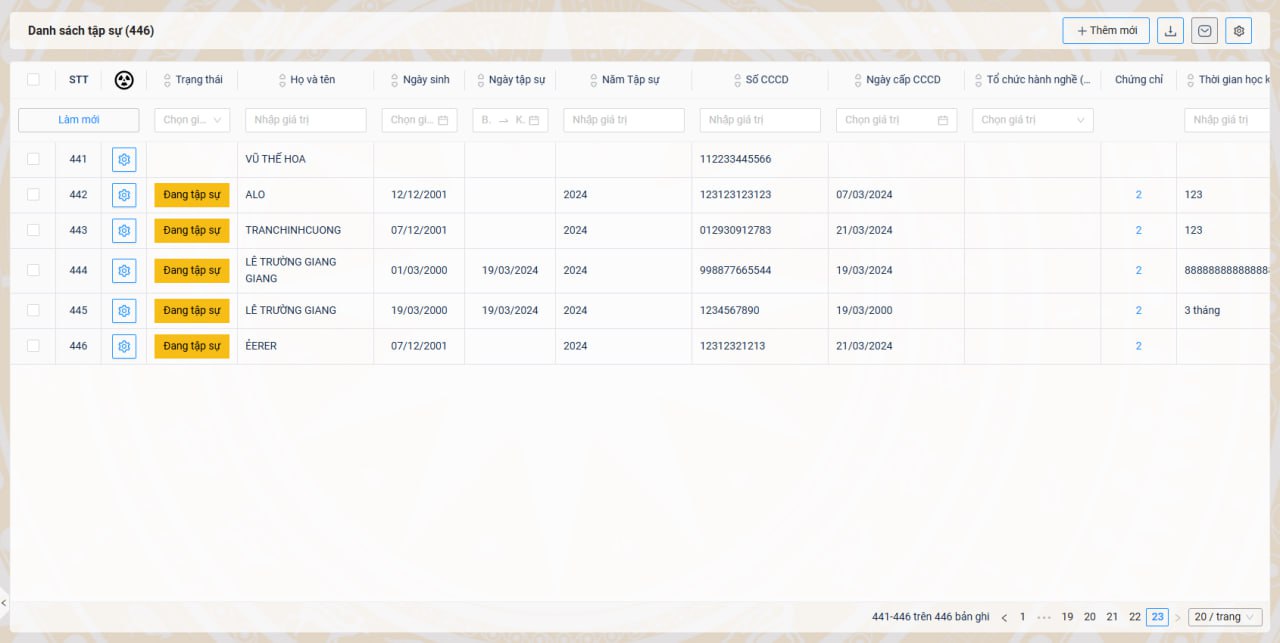 Danh sách tập sự (446)
Thêm mới
STT Trạng thái Họ và tên Ngày sinh Ngày tập sự Năm Tập sự Số CCCD Ngày cấp CCCD Tổ chức hành nghề (... Chứng chỉ Thời gian học k
Làm mới Chọn gi... Nhập giá trị Chọn gi... B. K. Nhập giá trị Nhập giá trị Chọn giá trị Chọn giá trị Nhập giá trị
441 VŨ THẾ HOA 112233445566
442 Đang tập sự ALO 12/12/2001 2024 123123123123 07/03/2024 2 123
443 Đang tập sự TRANCHINHCUONG 07/12/2001 2024 012930912783 21/03/2024 2 123
444 Đang tập sự LÊ TRƯỜNG GIANG 01/03/2000 19/03/2024 2024 998877665544 19/03/2024 2
GIANG
445 Đang tập sự LÊ TRƯỜNG GIANG 19/03/2000 19/03/2024 2024 1234567890 19/03/2000 2 3 tháng
446 Đang tập sự ÉERER 07/12/2001 2024 12312321213 21/03/2024 2
441-446 trên 446 bản ghi 1 ••• 19 20 21 22 23 20 / trang